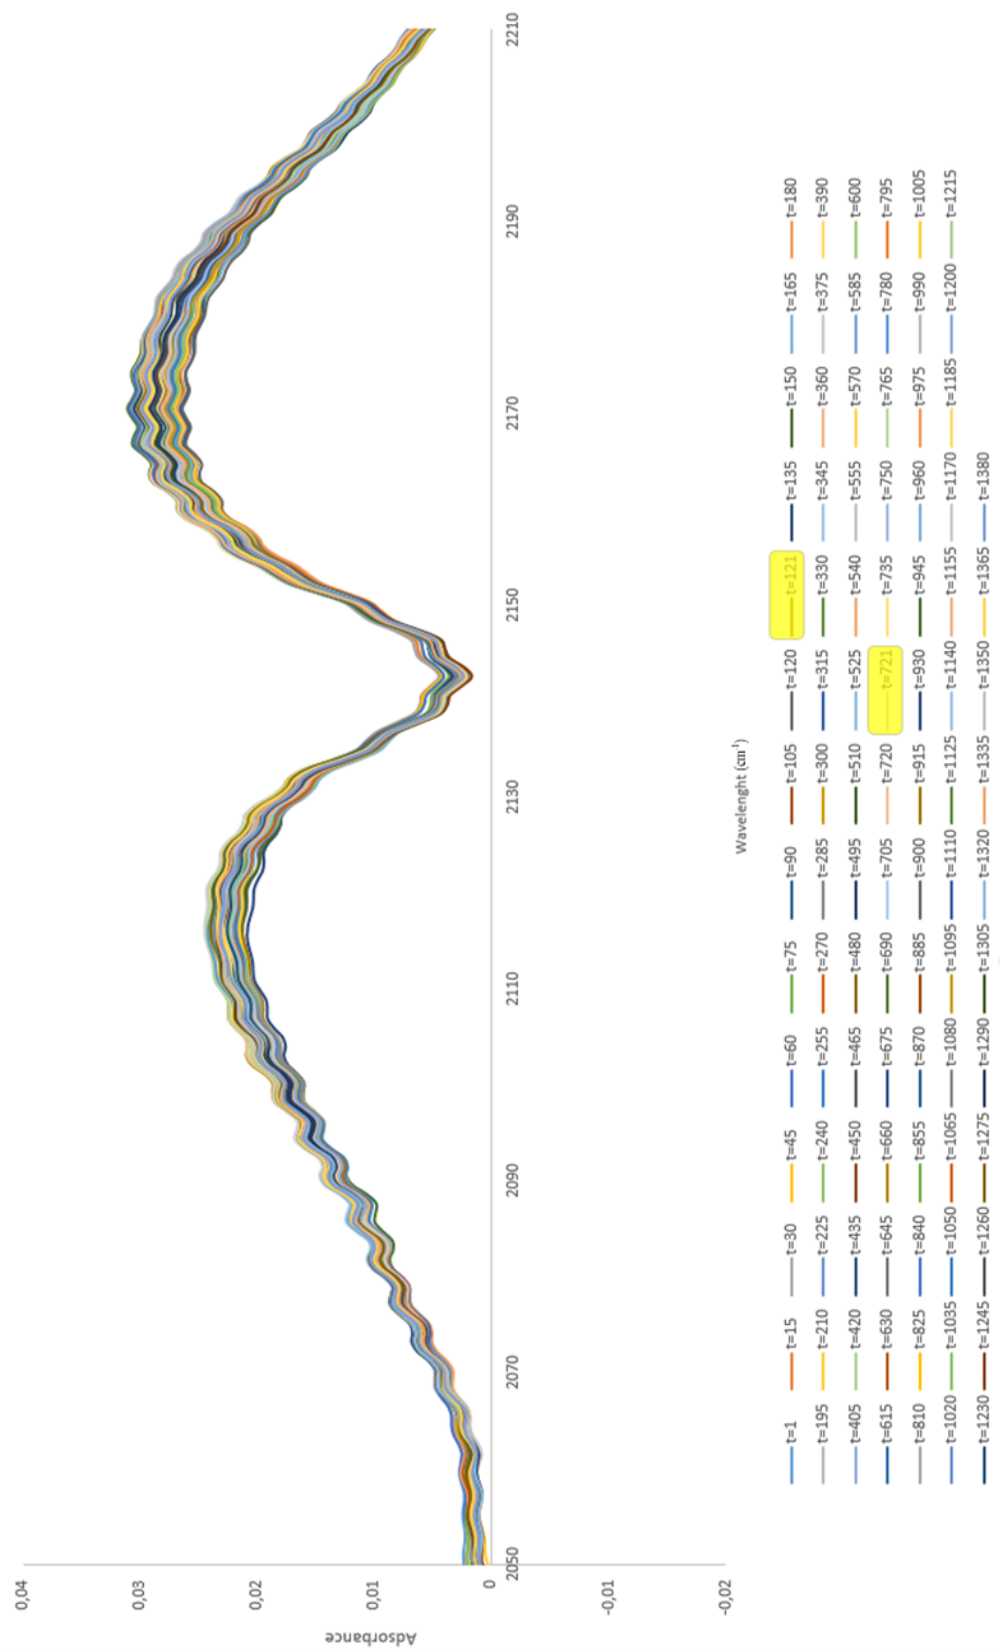 0,04
0,03
0,02
0,01
0
-0,01
-0,02
Adsorbance
2050
2070
2090
2110
2130
2150
2170
2190
2210
Wavelenght (cm⁻¹)
t=1 t=15 t=30 t=45 t=60 t=75 t=90 t=105 t=120 t=121 t=135 t=150 t=165 t=180
t=195 t=210 t=225 t=240 t=255 t=270 t=285 t=300 t=315 t=330 t=345 t=360 t=375 t=390
t=405 t=420 t=435 t=450 t=465 t=480 t=495 t=510 t=525 t=540 t=555 t=570 t=585 t=600
t=615 t=630 t=645 t=660 t=675 t=690 t=705 t=720 t=721 t=735 t=750 t=765 t=780 t=795
t=810 t=825 t=840 t=855 t=870 t=885 t=900 t=915 t=930 t=945 t=960 t=975 t=990 t=1005
t=1020 t=1035 t=1050 t=1065 t=1080 t=1095 t=1110 t=1125 t=1140 t=1155 t=1170 t=1185 t=1200 t=1215
t=1230 t=1245 t=1260 t=1275 t=1290 t=1305 t=1320 t=1335 t=1350 t=1365 t=1380